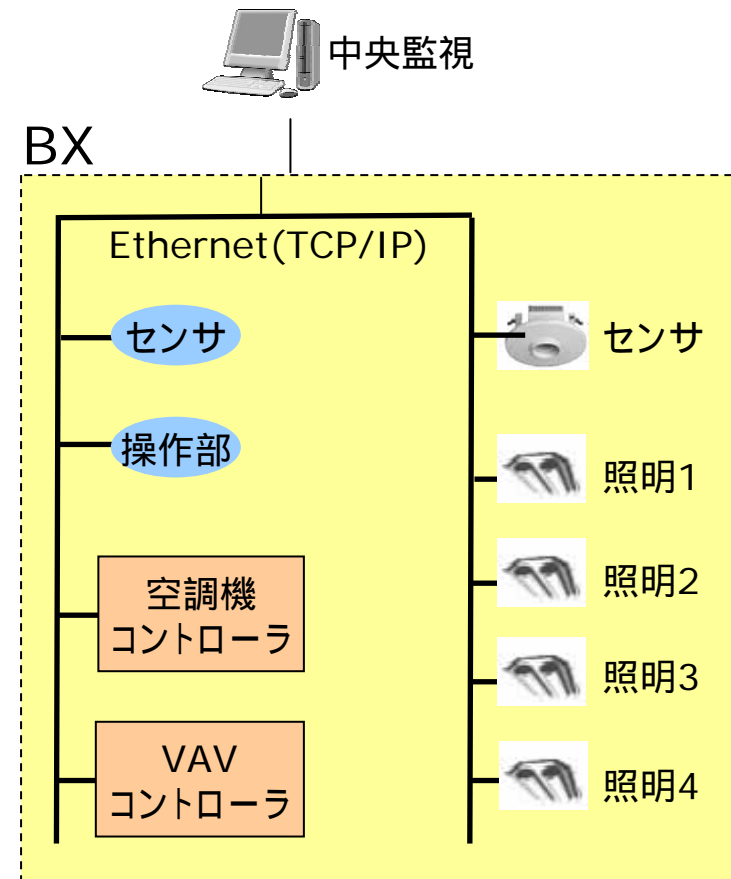 中央監視
BX
Ethernet(TCP/IP)
センサ
操作部
空調機
コントローラ
VAV
コントローラ
センサ
照明1
照明2
照明3
照明4